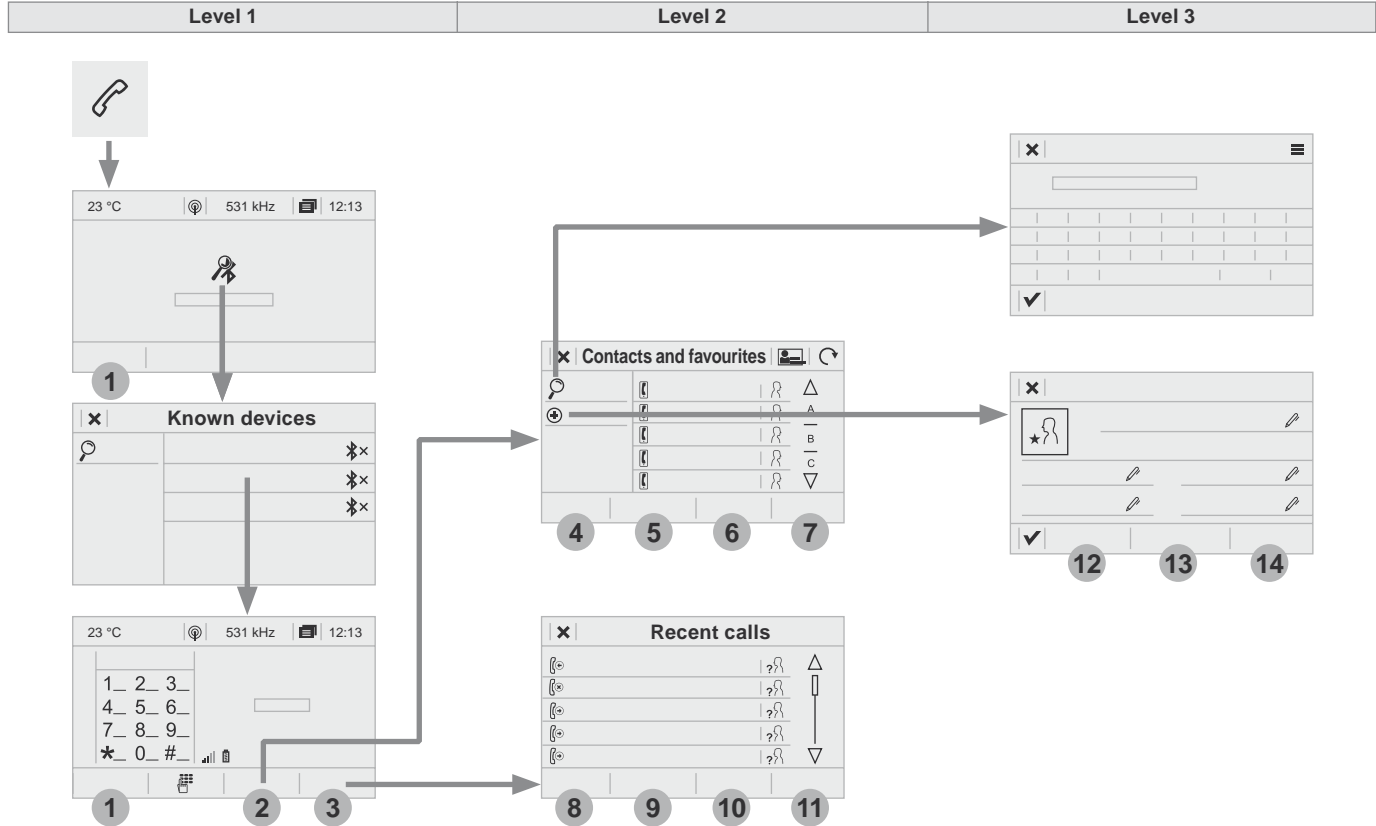 Level 1
Level 2
Level 3
23 °C
531 kHz
12:13
1
Known devices
23 °C
531 kHz
12:13
1_ 2_ 3_
4_ 5_ 6_
7_ 8_ 9_
*_ 0_ #_
1
2
3
Contacts and favourites
A
B
C
4
5
6
7
Recent calls
?
?
?
?
?
8
9
10
11
12
13
14